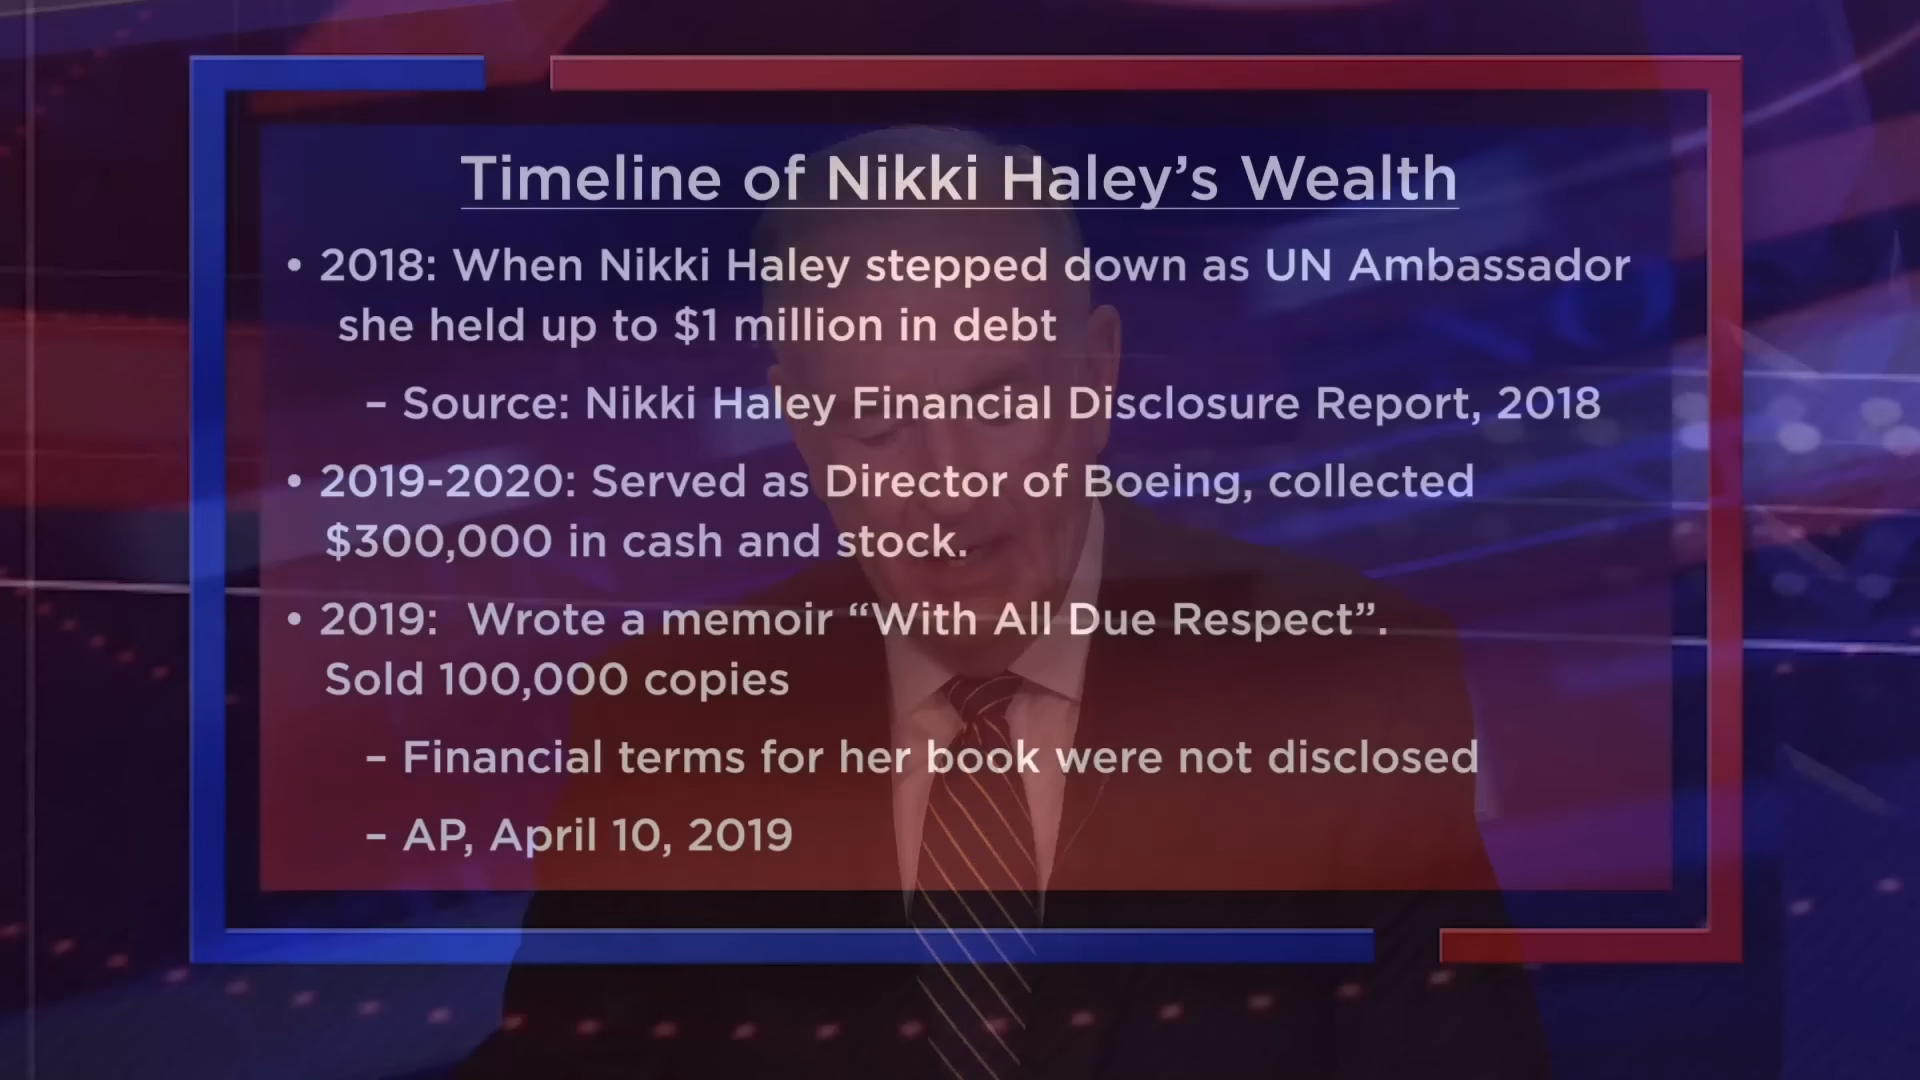 Timeline of Nikki Haley’s Wealth
• 2018: When Nikki Haley stepped down as UN Ambassador
she held up to $1 million in debt
– Source: Nikki Haley Financial Disclosure Report, 2018
• 2019-2020: Served as Director of Boeing, collected
$300,000 in cash and stock.
• 2019: Wrote a memoir “With All Due Respect”.
Sold 100,000 copies
– Financial terms for her book were not disclosed
– AP, April 10, 2019